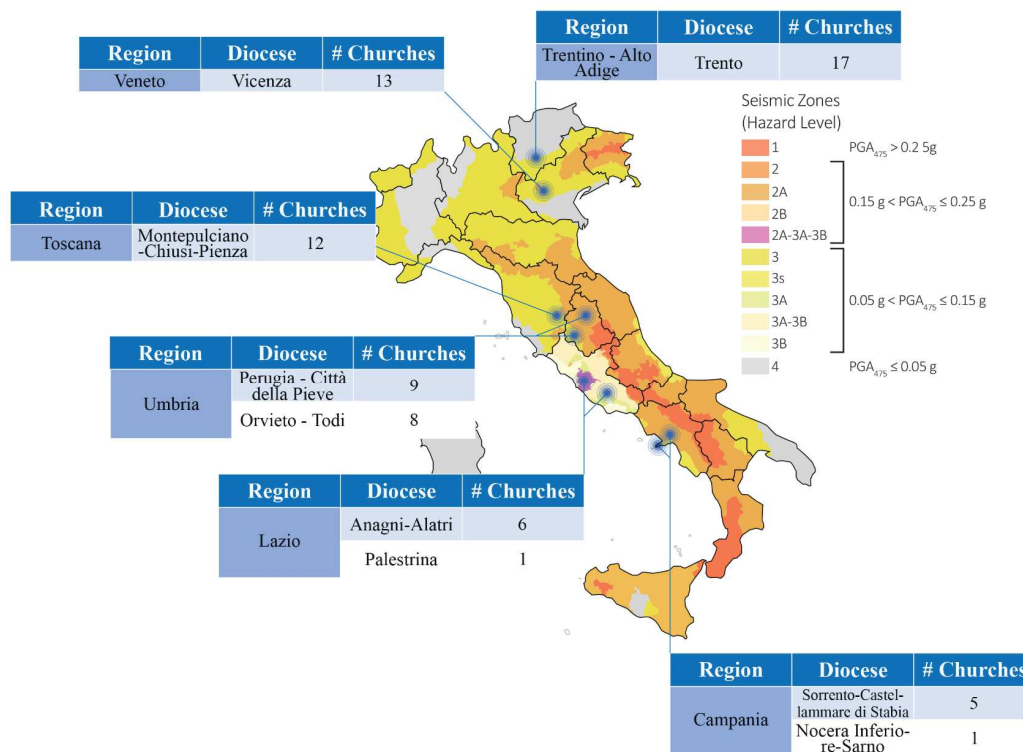 Region Diocese # Churches
Trentino - Alto
Adige Trento 17
Region Diocese # Churches
Veneto Vicenza 13
Seismic Zones
(Hazard Level)
1 PGA475 > 0.2 5g
2
2A
2B
2A-3A-3B
0.15 g < PGA475 ≤ 0.25 g
3
3s
3A
3A-3B
3B
0.05 g < PGA475 ≤ 0.15 g
4 PGA475 ≤ 0.05 g
Region Diocese # Churches
Toscana Montepulciano
-Chiusi-Pienza 12
Region Diocese # Churches
Umbria
Perugia - Città
della Pieve 9
Orvieto - Todi 8
Region Diocese # Churches
Lazio
Anagni-Alatri 6
Palestrina 1
Region Diocese # Churches
Campania
Sorrento-Castel-
lammare di Stabia 5
Nocera Inferio-
re-Sarno 1